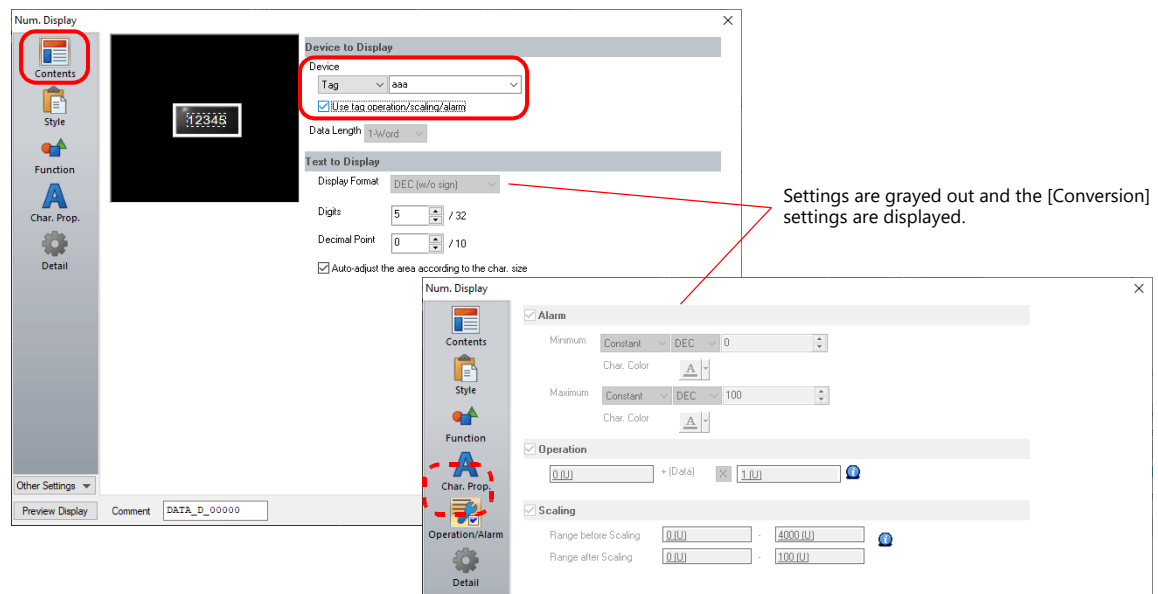 Num. Display
Contents
Style
Function
Char. Prop.
Detail
Other Settings
Preview Display
12345
Device to Display
Device
Tag aaa
Use tag operation/scaling/alarm
Data Length 1-Word
Text to Display
Display Format DEC (w/o sign)
Digits 5 / 32
Decimal Point 0 / 10
Auto-adjust the area according to the char. size
Comment DATA_D_00000
Settings are grayed out and the [Conversion]
settings are displayed.
Num. Display
Contents
Style
Function
Char. Prop.
Operation/Alarm
Detail
Alarm
Minimum Constant DEC 0
Char. Color A
Maximum Constant DEC 100
Char. Color A
Operation
0 (U) + (Data) X 1 (U)
Scaling
Range before Scaling 0 (U) - 4000 (U)
Range after Scaling 0 (U) - 100 (U)